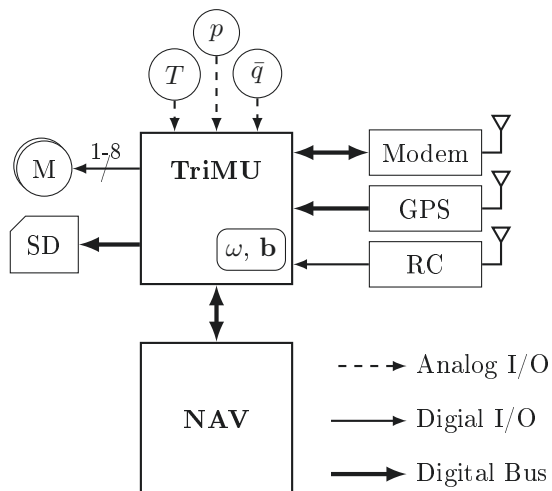 p
T
q̄
1-8
M
TriMU
Modem
GPS
SD
ω, b
RC
NAV
Analog I/O
Digial I/O
Digital Bus